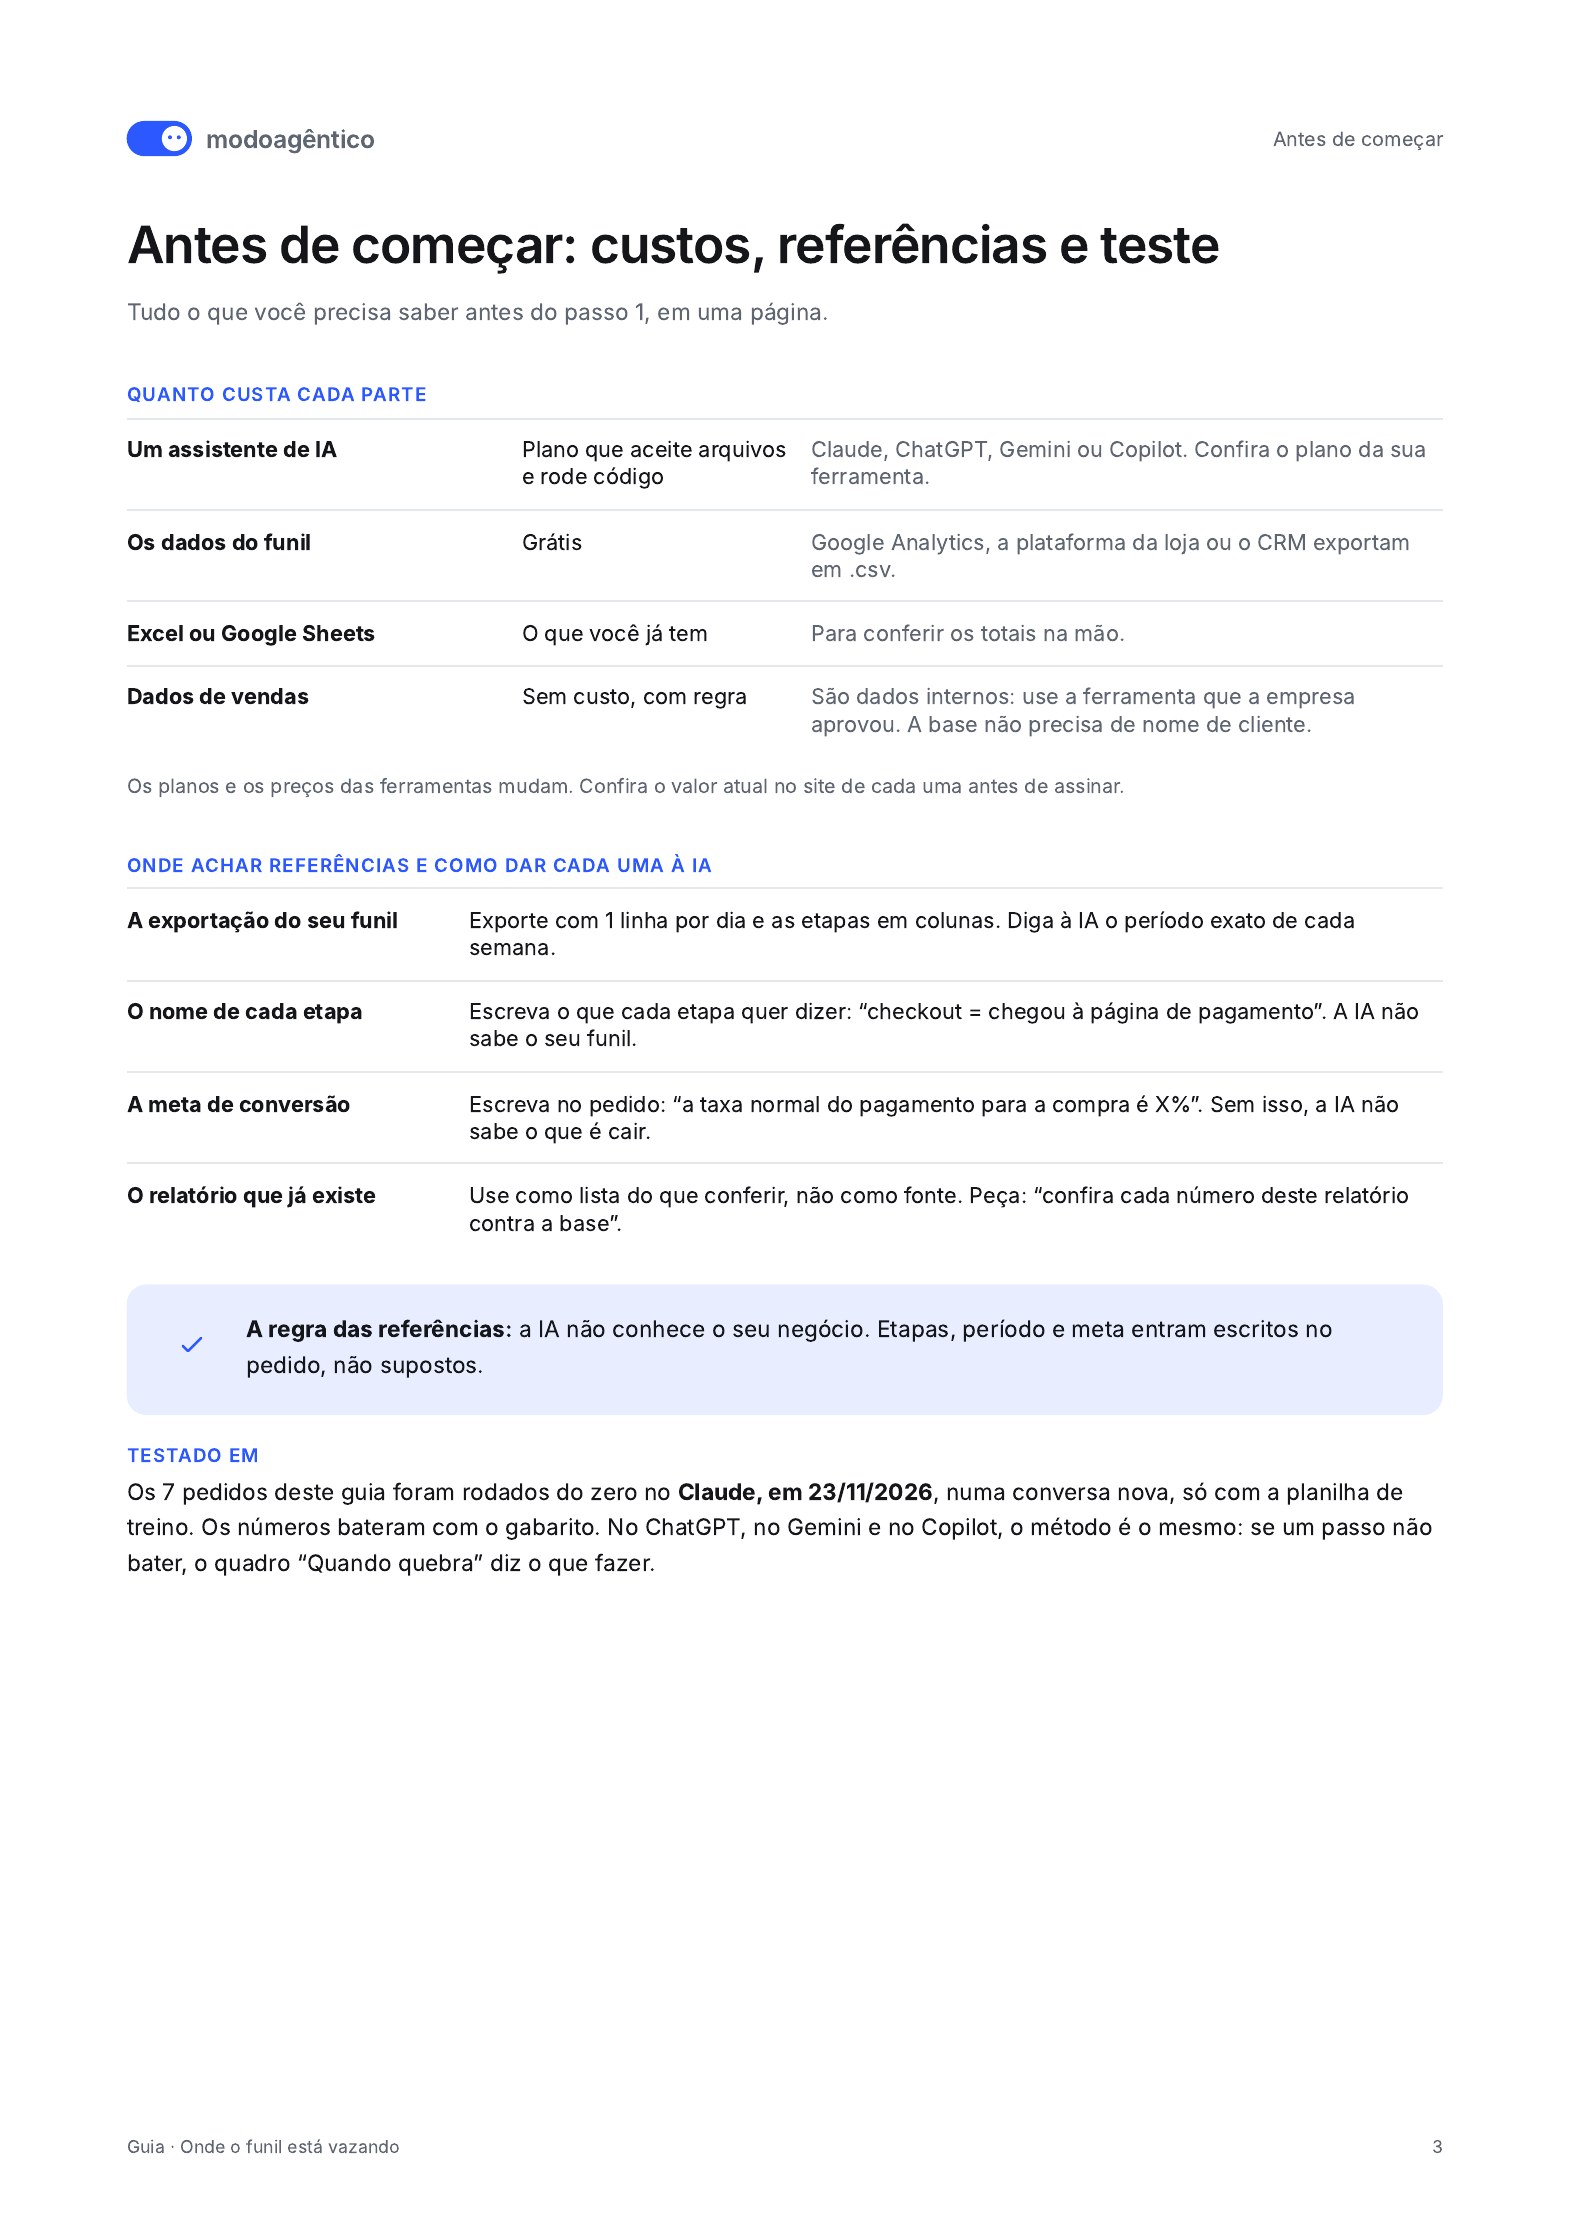 modoagêntico
Antes de começar
Antes de começar: custos, referências e teste
Tudo o que você precisa saber antes do passo 1, em uma página.
QUANTO CUSTA CADA PARTE
Um assistente de IA
Plano que aceite arquivos
e rode código
Claude, ChatGPT, Gemini ou Copilot. Confira o plano da sua
ferramenta.
Os dados do funil
Grátis
Google Analytics, a plataforma da loja ou o CRM exportam
em .csv.
Excel ou Google Sheets
O que você já tem
Para conferir os totais na mão.
Dados de vendas
Sem custo, com regra
São dados internos: use a ferramenta que a empresa
aprovou. A base não precisa de nome de cliente.
Os planos e os preços das ferramentas mudam. Confira o valor atual no site de cada uma antes de assinar.
ONDE ACHAR REFERÊNCIAS E COMO DAR CADA UMA À IA
A exportação do seu funil
Exporte com 1 linha por dia e as etapas em colunas. Diga à IA o período exato de cada
semana.
O nome de cada etapa
Escreva o que cada etapa quer dizer: “checkout = chegou à página de pagamento”. A IA não
sabe o seu funil.
A meta de conversão
Escreva no pedido: “a taxa normal do pagamento para a compra é X%”. Sem isso, a IA não
sabe o que é cair.
O relatório que já existe
Use como lista do que conferir, não como fonte. Peça: “confira cada número deste relatório
contra a base”.
A regra das referências: a IA não conhece o seu negócio. Etapas, período e meta entram escritos no
pedido, não supostos.
TESTADO EM
Os 7 pedidos deste guia foram rodados do zero no Claude, em 23/11/2026, numa conversa nova, só com a planilha de
treino. Os números bateram com o gabarito. No ChatGPT, no Gemini e no Copilot, o método é o mesmo: se um passo não
bater, o quadro “Quando quebra” diz o que fazer.
Guia · Onde o funil está vazando
3